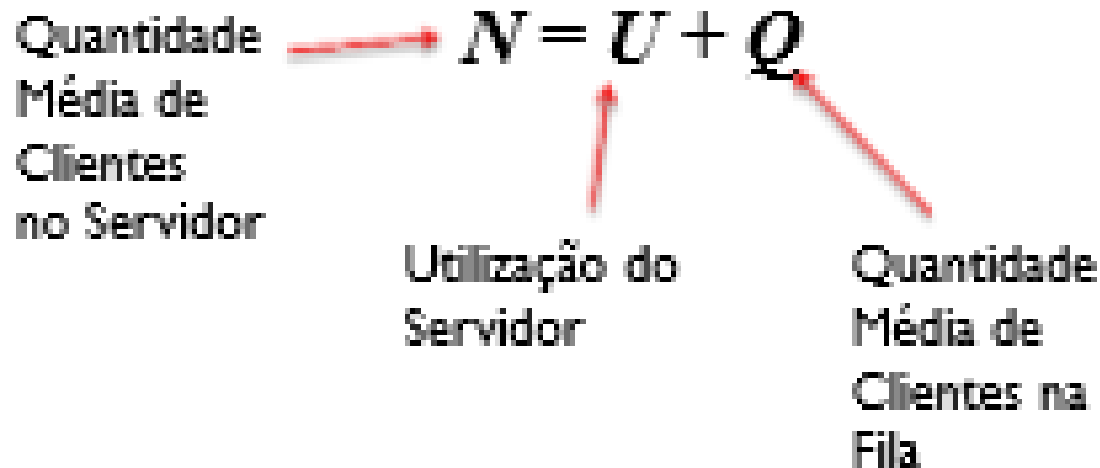 Quantidade
Média de
Clientes
no Servidor
N = U + Q
Utilização do
Servidor
Quantidade
Média de
Clientes na
Fila